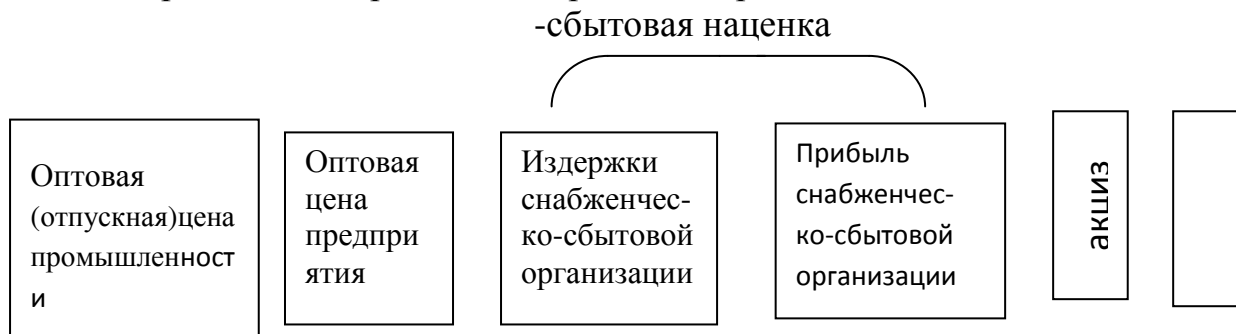 -сбытовая наценка
Оптовая
(отпускная)цена
промышленност
и
Оптовая
цена
предпри
ятия
Издержки
снабженчес-
ко-сбытовой
организации
Прибыль
снабженчес-
ко-сбытовой
организации
акциз